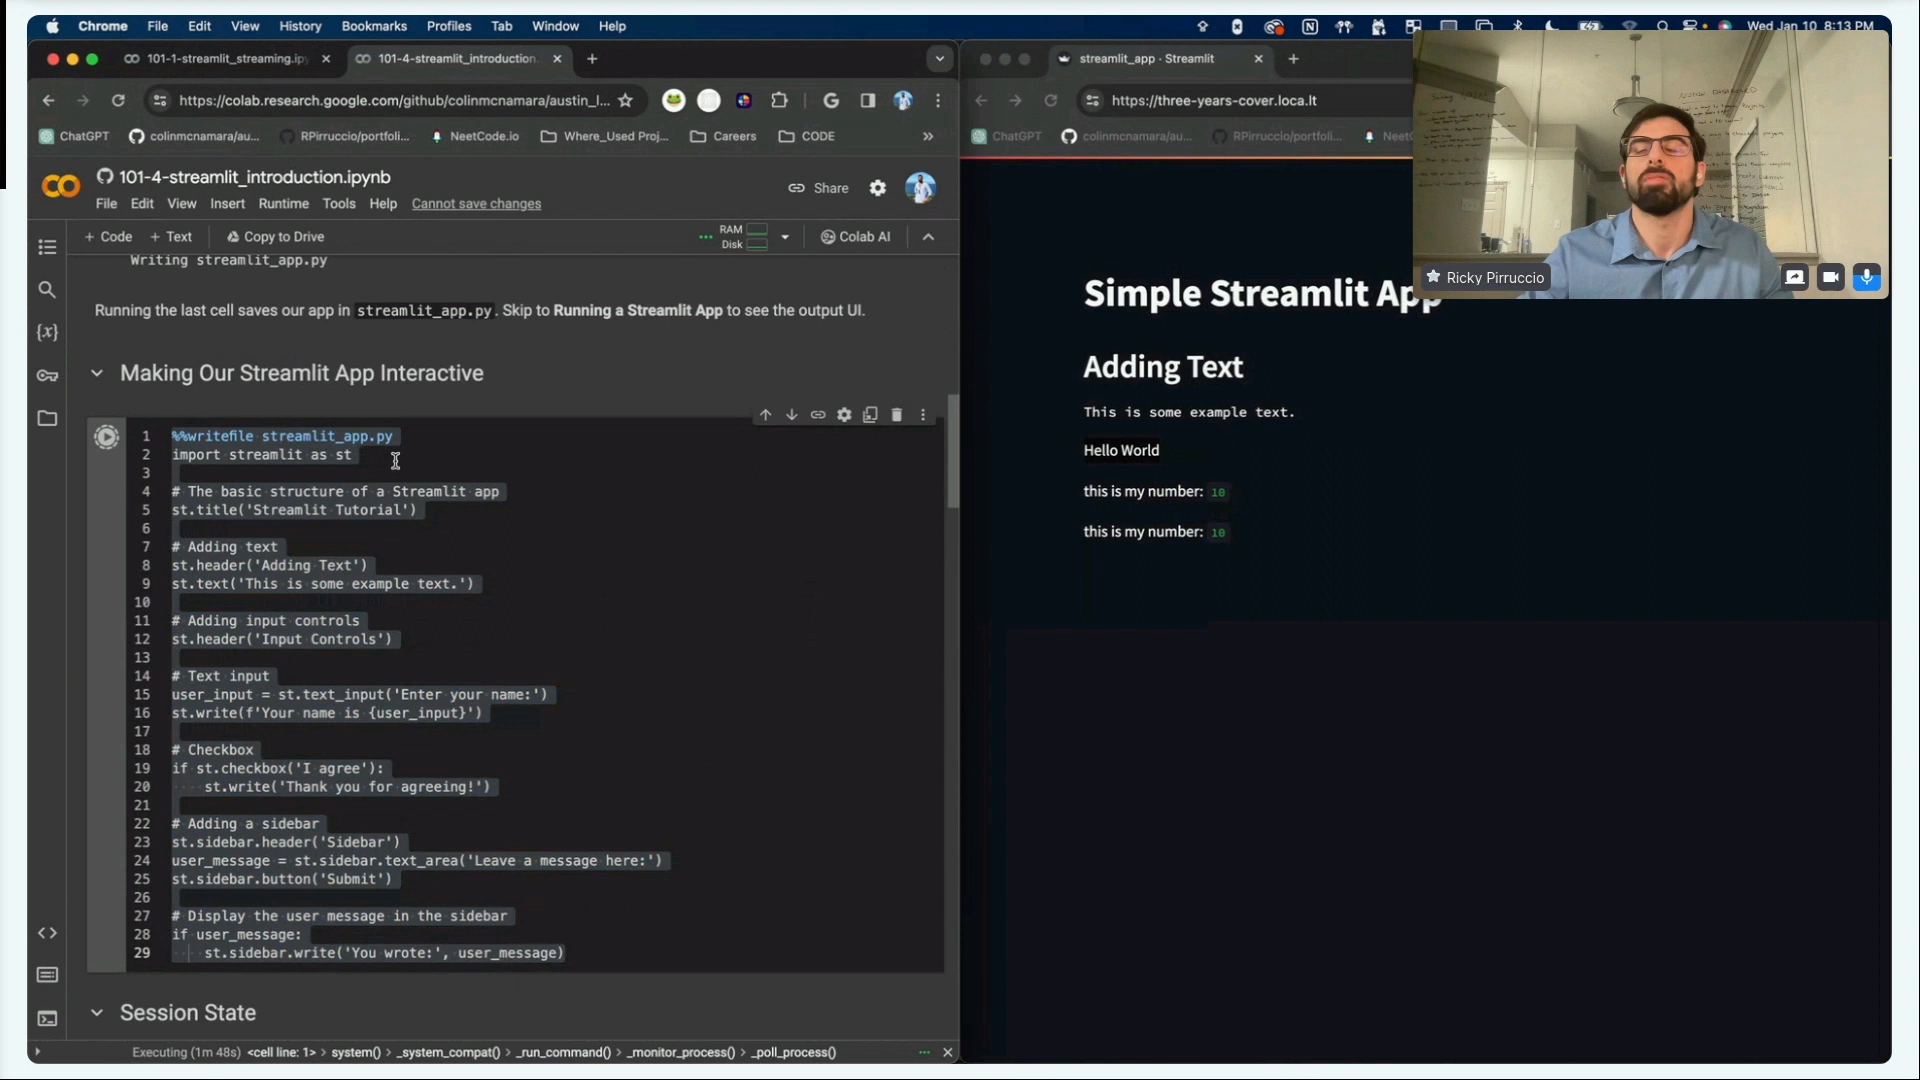 Chrome File Edit View History Bookmarks Profiles Tab Window Help
Wed Jan 10 8:13 PM
101-1-streamlit_streaming.ip
101-4-streamlit_introduction.
streamlit_app · Streamlit
https://colab.research.google.com/github/colinmcnamara/austin_l...
https://three-years-cover.loca.lt
ChatGPT colinmcnamara/au... RPirruccio/portfoli... NeetCode.io Where_Used Proj... Careers CODE
ChatGPT colinmcnamara/au... RPirruccio/portfoli... NeetC
101-4-streamlit_introduction.ipynb
Share
File Edit View Insert Runtime Tools Help Cannot save changes
+ Code + Text Copy to Drive
RAM
Disk
Colab AI
Writing streamlit_app.py
Running the last cell saves our app in streamlit_app.py. Skip to Running a Streamlit App to see the output UI.
Making Our Streamlit App Interactive
1 %%writefile streamlit_app.py
2 import streamlit as st
3
4 # The basic structure of a Streamlit app
5 st.title('Streamlit Tutorial')
6
7 # Adding text
8 st.header('Adding Text')
9 st.text('This is some example text.')
10
11 # Adding input controls
12 st.header('Input Controls')
13
14 # Text input
15 user_input = st.text_input('Enter your name:')
16 st.write(f'Your name is {user_input}')
17
18 # Checkbox
19 if st.checkbox('I agree'):
20 st.write('Thank you for agreeing!')
21
22 # Adding a sidebar
23 st.sidebar.header('Sidebar')
24 user_message = st.sidebar.text_area('Leave a message here:')
25 st.sidebar.button('Submit')
26
27 # Display the user message in the sidebar
28 if user_message:
29 st.sidebar.write('You wrote:', user_message)
Session State
Executing (1m 48s) <cell line: 1> > system() > _system_compat() > _run_command() > _monitor_process() > _poll_process()
Simple Streamlit App
Adding Text
This is some example text.
Hello World
this is my number: 10
this is my number: 10
Ricky Pirruccio